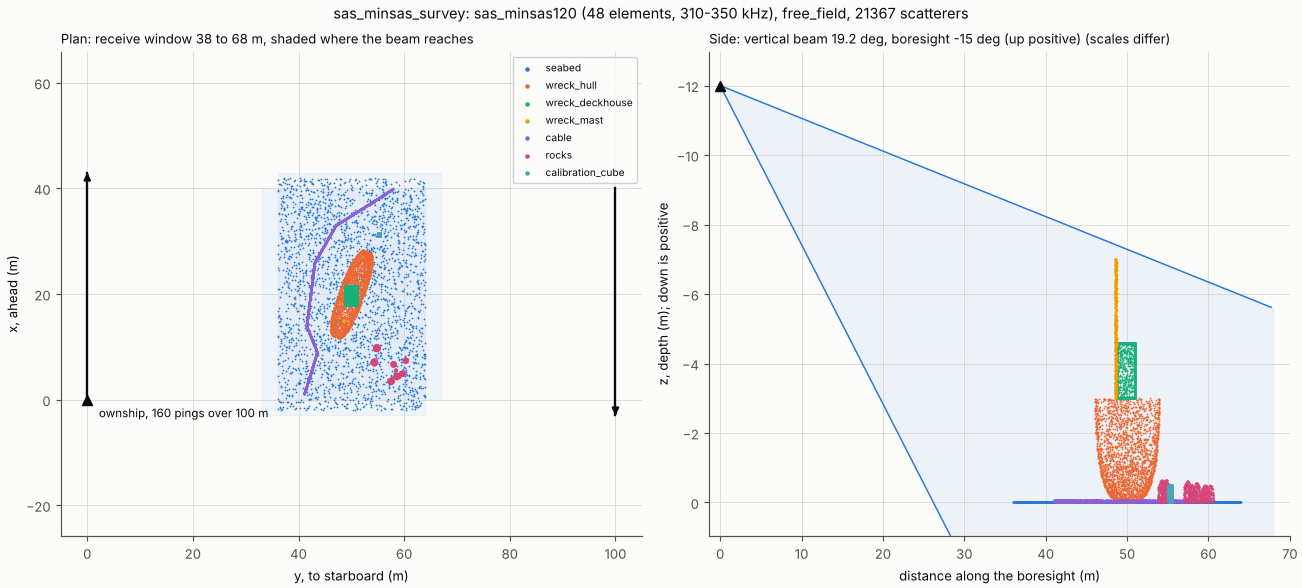 sas_minsas_survey: sas_minsas120 (48 elements, 310-350 kHz), free_field, 21367 scatterers
Plan: receive window 38 to 68 m, shaded where the beam reaches
60
40
20
0
−20
x, ahead (m)
seabed
wreck_hull
wreck_deckhouse
wreck_mast
cable
rocks
calibration_cube
ownship, 160 pings over 100 m
0
20
40
60
80
100
y, to starboard (m)
Side: vertical beam 19.2 deg, boresight -15 deg (up positive) (scales differ)
−12
−10
−8
−6
−4
−2
0
z, depth (m); down is positive
0
10
20
30
40
50
60
70
distance along the boresight (m)